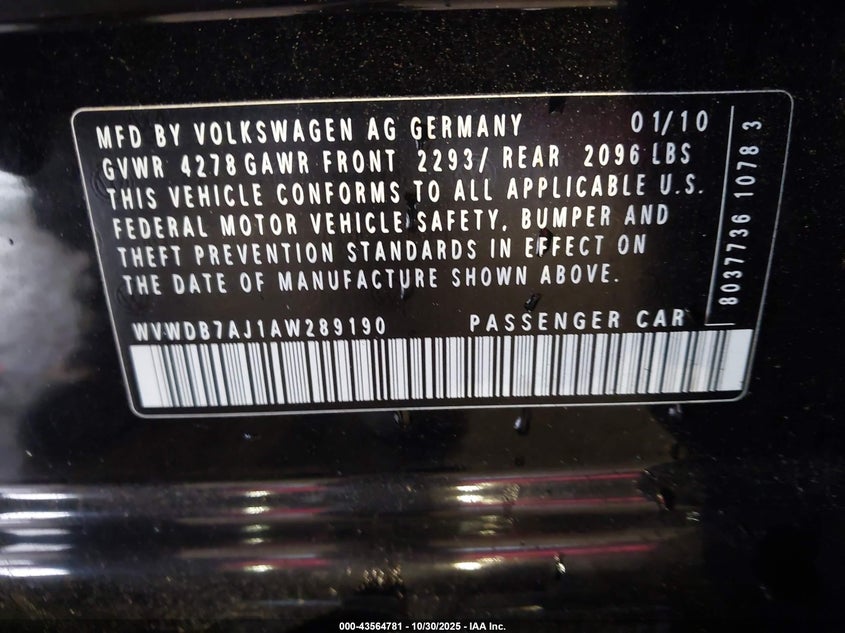 MFD BY VOLKSWAGEN AG GERMANY 01/10
GVWR 4278 GAWR FRONT 2293/ REAR 2096 LBS
THIS VEHICLE CONFORMS TO ALL APPLICABLE U.S.
FEDERAL MOTOR VEHICLE SAFETY, BUMPER AND
THEFT PREVENTION STANDARDS IN EFFECT ON
THE DATE OF MANUFACTURE SHOWN ABOVE.
WVWDB7AJ1AW289190 PASSENGER CAR
8037736 1078 3
000-43564781 - 10/30/2025 - IAA Inc.